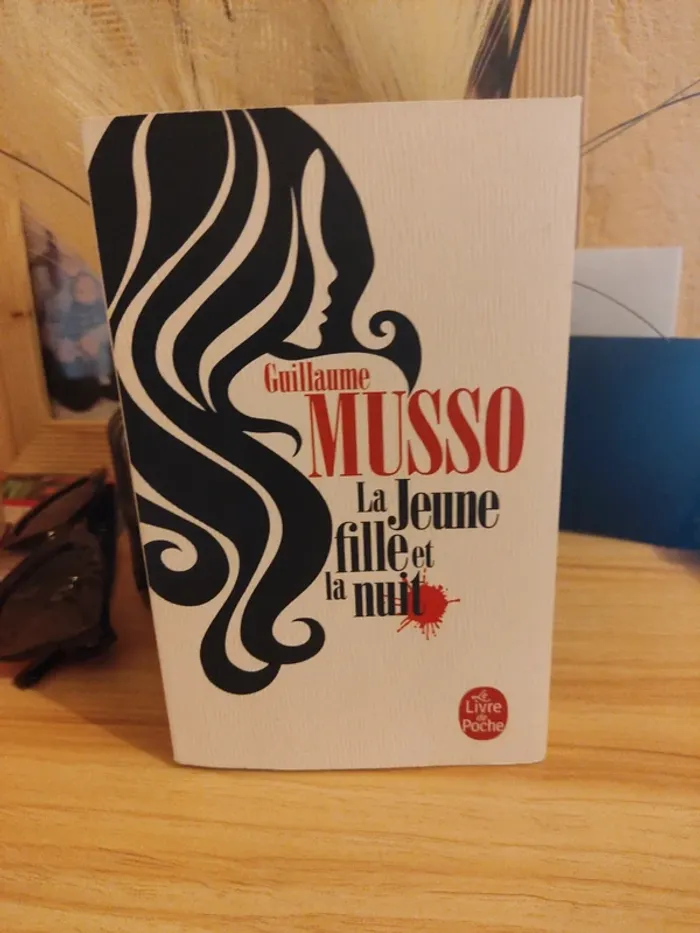 Guillaume
MUSSO
La Jeune
fille et
la nuit
Le
Livre
de
Poche